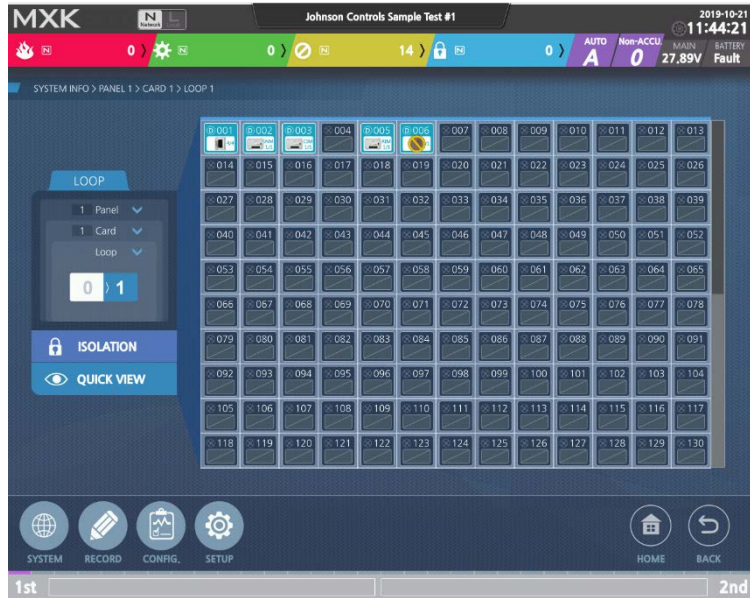 MXK
N
Network
L
Johnson Controls Sample Test #1
2019-10-21
11:44:21
N 0
N 0
N 14
N 0
AUTO
A
Non-ACCU.
0
MAIN
27.89V
BATTERY
Fault
SYSTEM INFO > PANEL 1 > CARD 1 > LOOP 1
LOOP
1 Panel
1 Card
Loop
0 1
ISOLATION
QUICK VIEW
001 002 003 004 005 006 007 008 009 010 011 012 013
014 015 016 017 018 019 020 021 022 023 024 025 026
027 028 029 030 031 032 033 034 035 036 037 038 039
040 041 042 043 044 045 046 047 048 049 050 051 052
053 054 055 056 057 058 059 060 061 062 063 064 065
066 067 068 069 070 071 072 073 074 075 076 077 078
079 080 081 082 083 084 085 086 087 088 089 090 091
092 093 094 095 096 097 098 099 100 101 102 103 104
105 106 107 108 109 110 111 112 113 114 115 116 117
118 119 120 121 122 123 124 125 126 127 128 129 130
SYSTEM
RECORD
CONFIG.
SETUP
HOME
BACK
1st
2nd